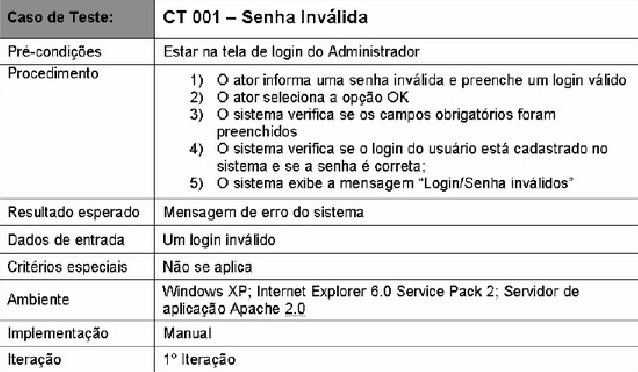 Caso de Teste: CT 001 – Senha Inválida
Pré-condições Estar na tela de login do Administrador
Procedimento 1) O ator informa uma senha inválida e preenche um login válido
2) O ator seleciona a opção OK
3) O sistema verifica se os campos obrigatórios foram
preenchidos
4) O sistema verifica se o login do usuário está cadastrado no
sistema e se a senha é correta;
5) O sistema exibe a mensagem “Login/Senha inválidos”
Resultado esperado Mensagem de erro do sistema
Dados de entrada Um login inválido
Critérios especiais Não se aplica
Ambiente Windows XP; Internet Explorer 6.0 Service Pack 2; Servidor de
aplicação Apache 2.0
Implementação Manual
Iteração 1º Iteração